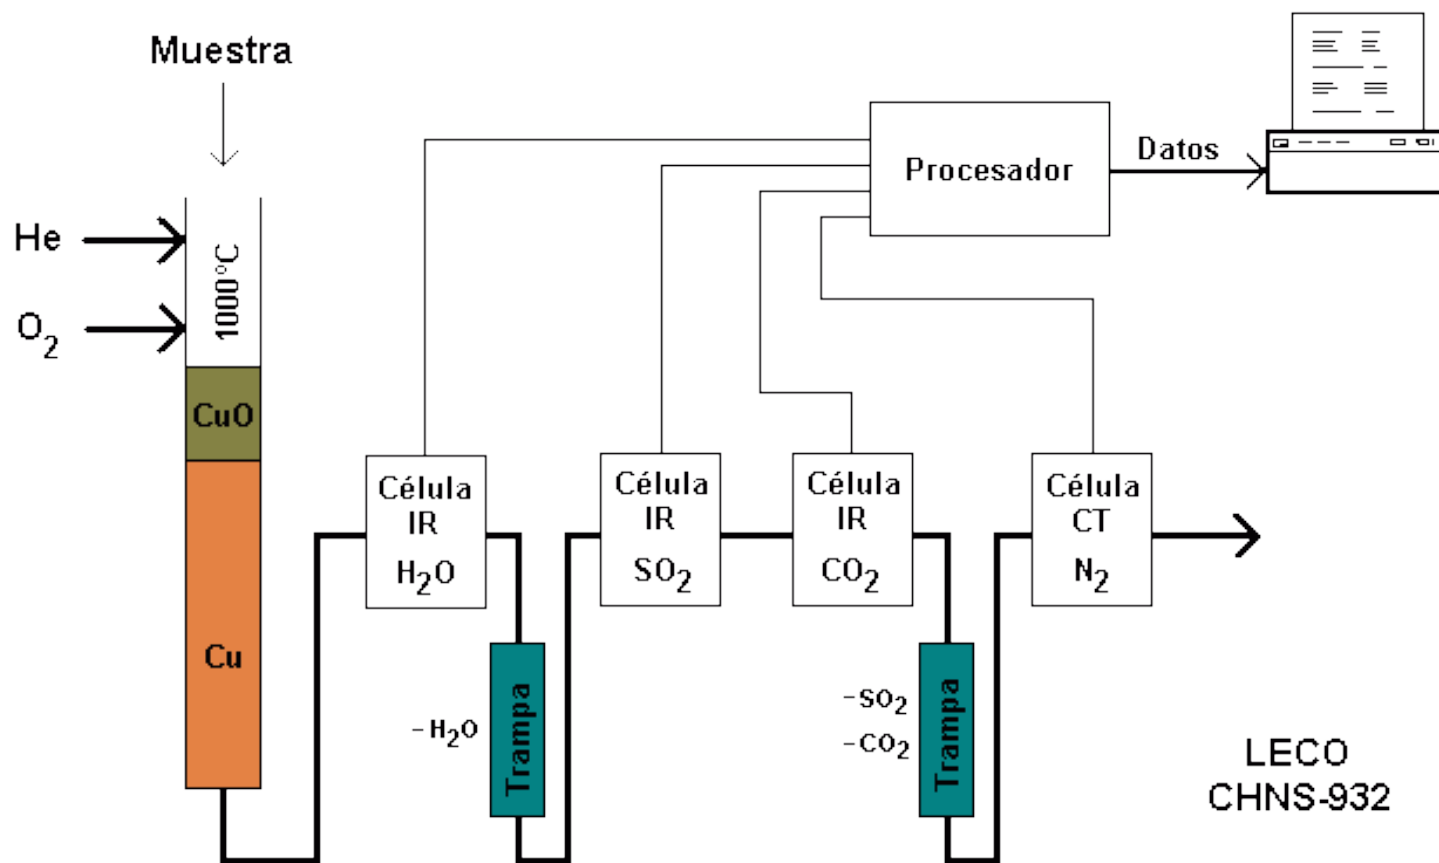 Muestra
He
O2
1000°C
CuO
Cu
Célula
IR
H2O
-H2O
Trampa
Célula
IR
SO2
Célula
IR
CO2
-SO2
-CO2
Trampa
Célula
CT
N2
Procesador
Datos
LECO
CHNS-932